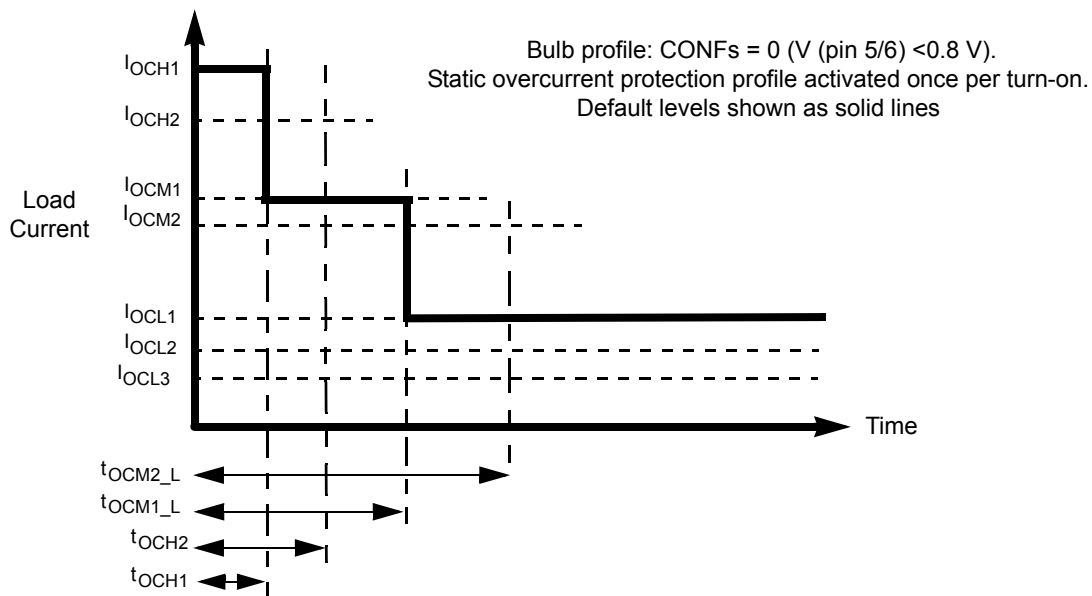 Bulb profile: CONFs = 0 (V (pin 5/6) <0.8 V).
Static overcurrent protection profile activated once per turn-on.
Default levels shown as solid lines
IOCH1
IOCH2
Load
Current
IOCM1
IOCM2
IOCL1
IOCL2
IOCL3
Time
tOCM2_L
tOCM1_L
tOCH2
tOCH1